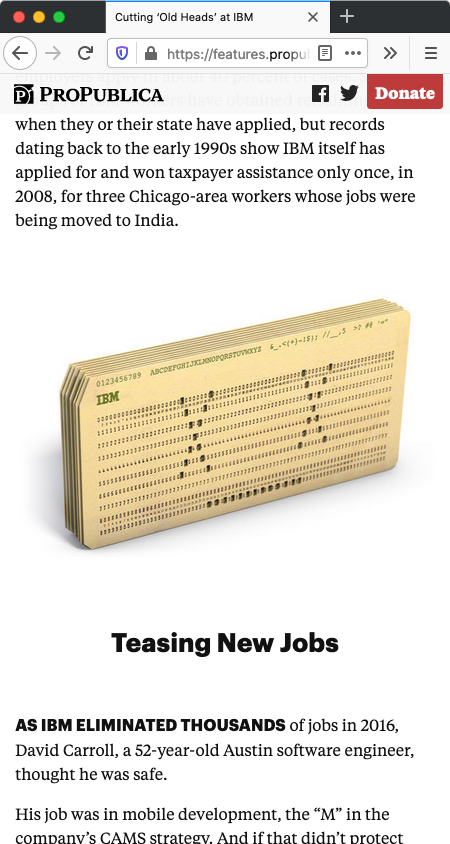 Cutting ‘Old Heads’ at IBM
https://features.propu
PROPUBLICA
Donate
when they or their state have applied, but records
dating back to the early 1990s show IBM itself has
applied for and won taxpayer assistance only once, in
2008, for three Chicago-area workers whose jobs were
being moved to India.
0123456789 ABCDEFGHIJKLMNOPQRSTUVWXYZ
IBM
Teasing New Jobs
AS IBM ELIMINATED THOUSANDS of jobs in 2016,
David Carroll, a 52-year-old Austin software engineer,
thought he was safe.
His job was in mobile development, the “M” in the
company’s CAMS strategy. And if that didn’t protect